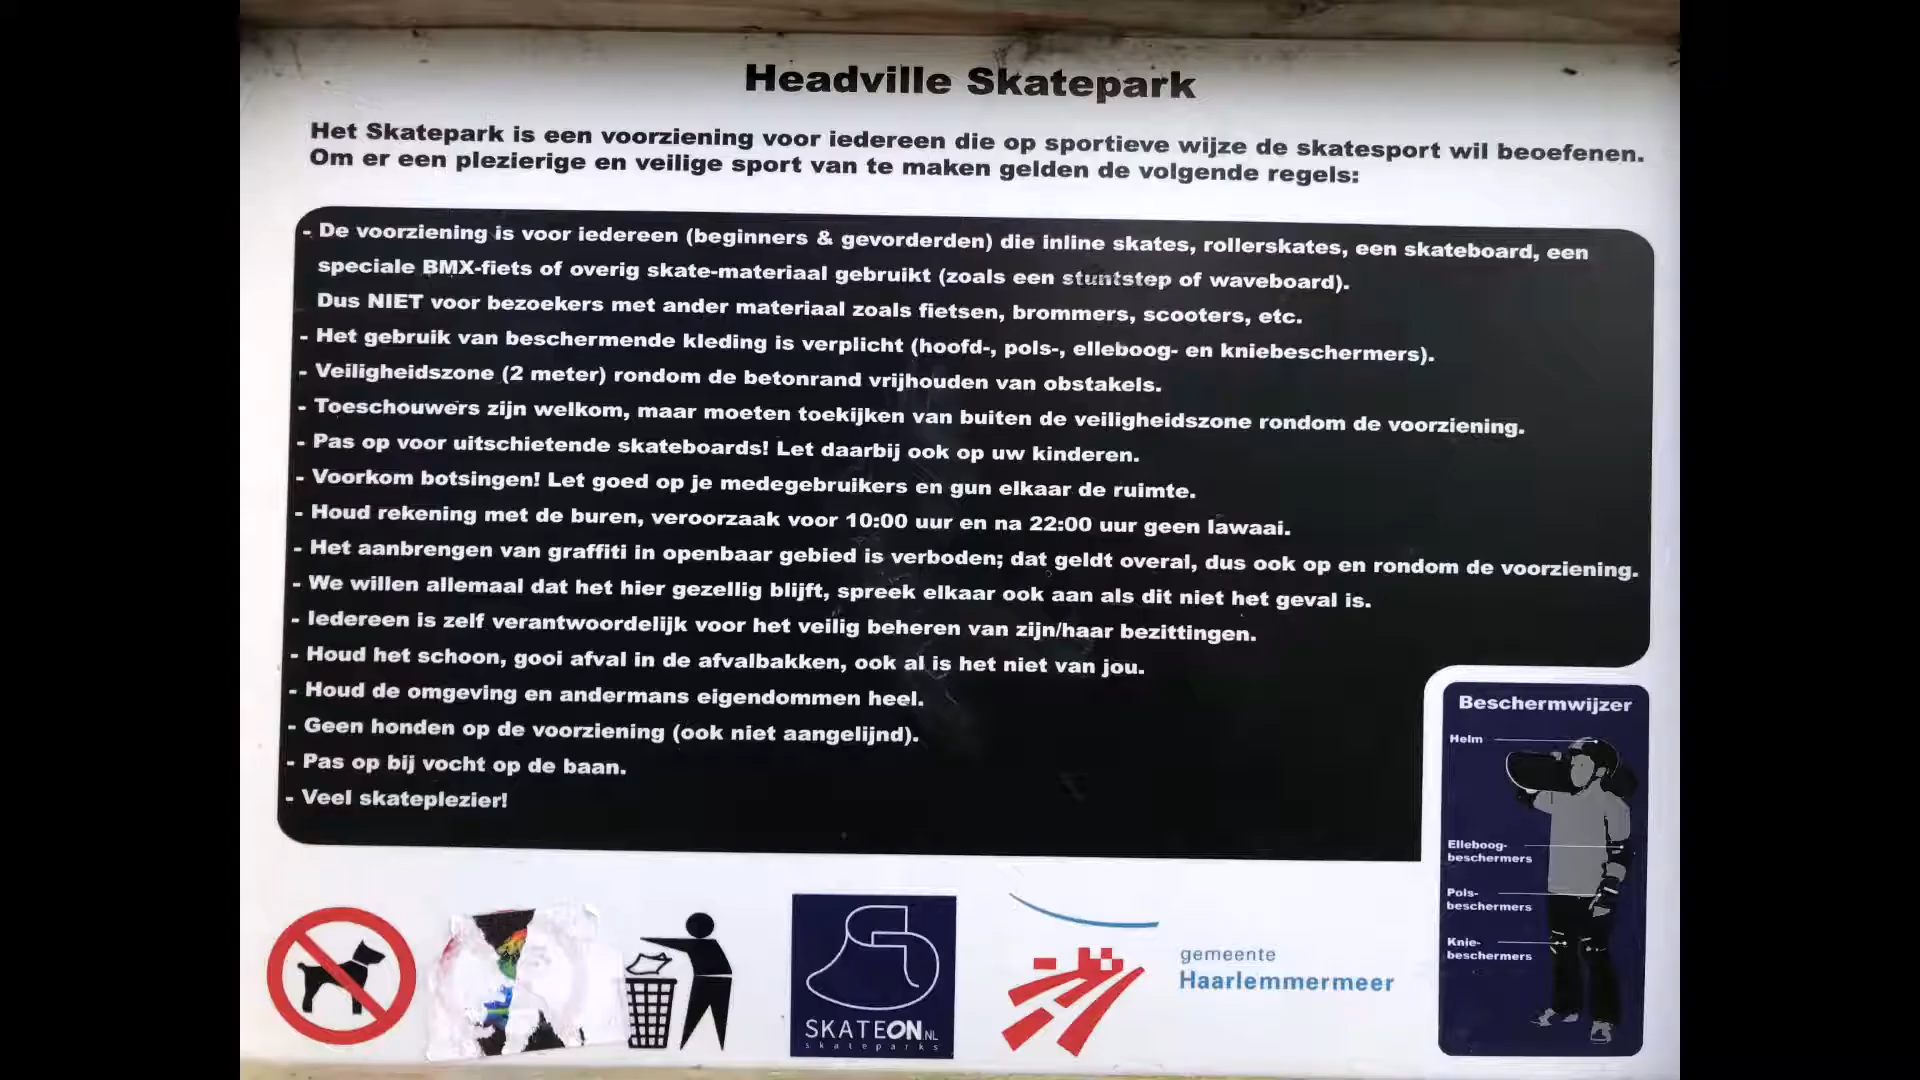 Headville Skatepark
Het Skatepark is een voorziening voor iedereen die op sportieve wijze de skatesport wil beoefenen.
Om er een plezierige en veilige sport van te maken gelden de volgende regels:
- De voorziening is voor iedereen (beginners & gevorderden) die inline skates, rollerskates, een skateboard, een
speciale BMX-fiets of overig skate-materiaal gebruikt (zoals een stuntstep of waveboard).
Dus NIET voor bezoekers met ander materiaal zoals fietsen, brommers, scooters, etc.
- Het gebruik van beschermende kleding is verplicht (hoofd-, pols-, elleboog- en kniebeschermers).
- Veiligheidszone (2 meter) rondom de betonrand vrijhouden van obstakels.
- Toeschouwers zijn welkom, maar moeten toekijken van buiten de veiligheidszone rondom de voorziening.
- Pas op voor uitschietende skateboards! Let daarbij ook op uw kinderen.
- Voorkom botsingen! Let goed op je medegebruikers en gun elkaar de ruimte.
- Houd rekening met de buren, veroorzaak voor 10:00 uur en na 22:00 uur geen lawaai.
- Het aanbrengen van graffiti in openbaar gebied is verboden; dat geldt overal, dus ook op en rondom de voorziening.
- We willen allemaal dat het hier gezellig blijft, spreek elkaar ook aan als dit niet het geval is.
- Iedereen is zelf verantwoordelijk voor het veilig beheren van zijn/haar bezittingen.
- Houd het schoon, gooi afval in de afvalbakken, ook al is het niet van jou.
- Houd de omgeving en andermans eigendommen heel.
- Geen honden op de voorziening (ook niet aangelijnd).
- Pas op bij vocht op de baan.
- Veel skateplezier!
Beschermwijzer
Helm
Elleboog-
beschermers
Pols-
beschermers
Knie-
beschermers
SKATEON.NL
skateparks
gemeente
Haarlemmermeer